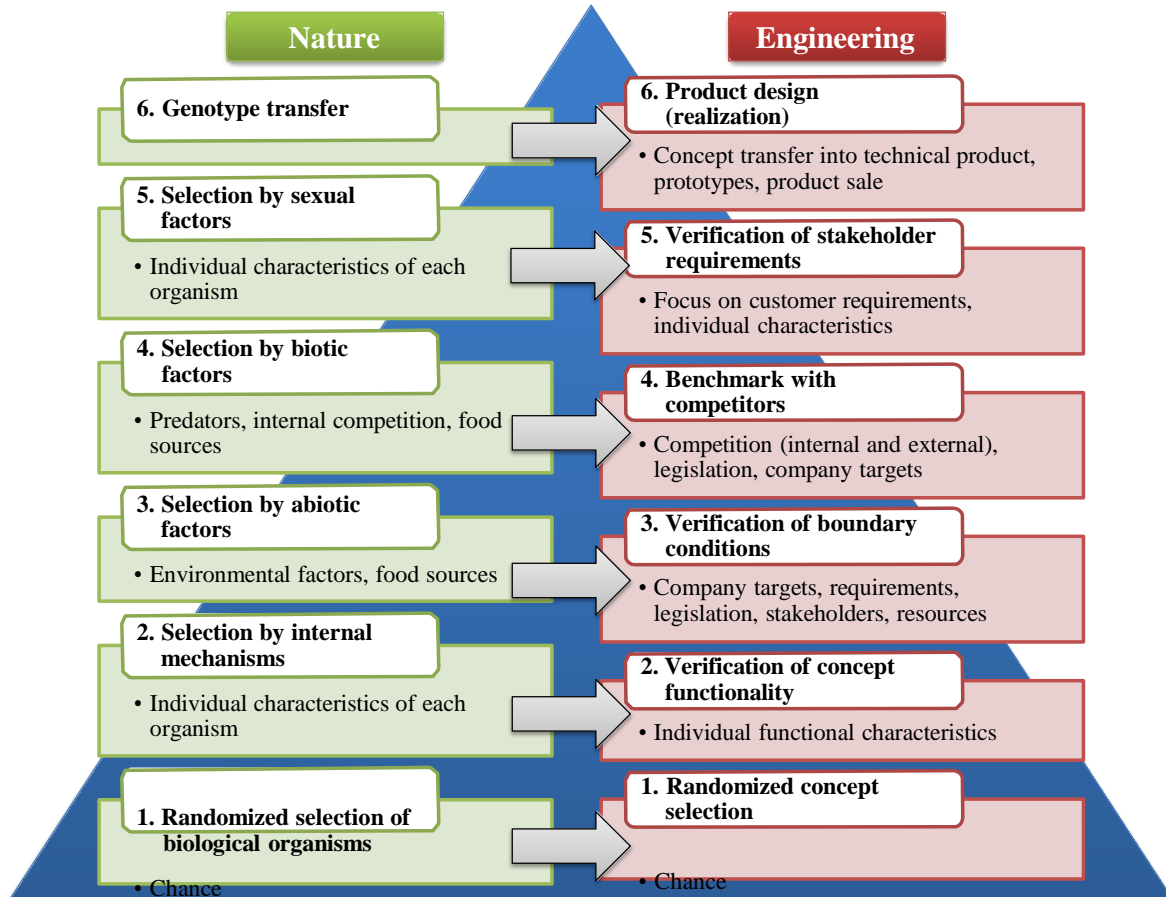 Nature
Engineering
6. Genotype transfer
6. Product design
(realization)
• Concept transfer into technical product,
prototypes, product sale
5. Selection by sexual
factors
• Individual characteristics of each
organism
5. Verification of stakeholder
requirements
• Focus on customer requirements,
individual characteristics
4. Selection by biotic
factors
• Predators, internal competition, food
sources
4. Benchmark with
competitors
• Competition (internal and external),
legislation, company targets
3. Selection by abiotic
factors
• Environmental factors, food sources
3. Verification of boundary
conditions
• Company targets, requirements,
legislation, stakeholders, resources
2. Selection by internal
mechanisms
• Individual characteristics of each
organism
2. Verification of concept
functionality
• Individual functional characteristics
1. Randomized selection of
biological organisms
• Chance
1. Randomized concept
selection
• Chance